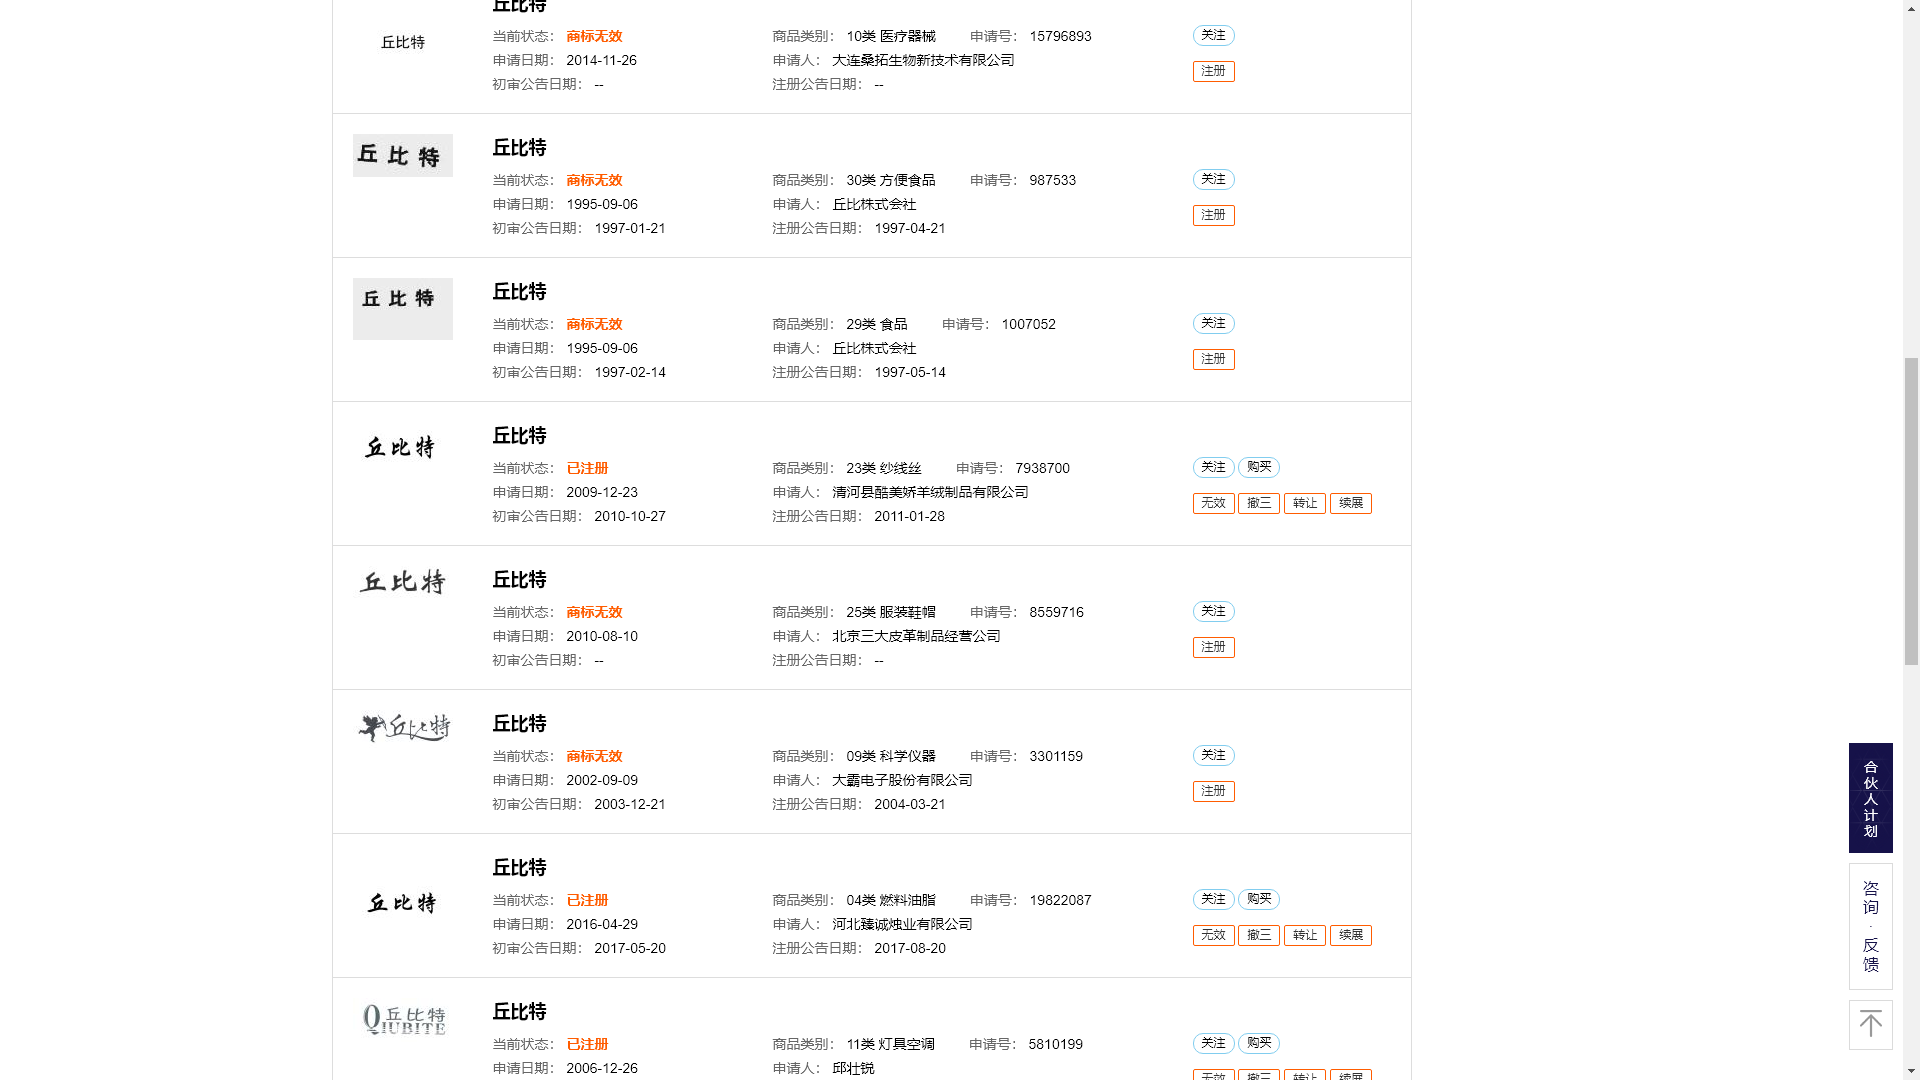 丘比特
丘比特
当前状态： 商标无效 商品类别： 10类 医疗器械 申请号： 15796893 关注
申请日期： 2014-11-26 申请人： 大连桑拓生物新技术有限公司 注册
初审公告日期： -- 注册公告日期： --
丘比特
丘比特
当前状态： 商标无效 商品类别： 30类 方便食品 申请号： 987533 关注
申请日期： 1995-09-06 申请人： 丘比株式会社 注册
初审公告日期： 1997-01-21 注册公告日期： 1997-04-21
丘比特
丘比特
当前状态： 商标无效 商品类别： 29类 食品 申请号： 1007052 关注
申请日期： 1995-09-06 申请人： 丘比株式会社 注册
初审公告日期： 1997-02-14 注册公告日期： 1997-05-14
丘比特
丘比特
当前状态： 已注册 商品类别： 23类 纱线丝 申请号： 7938700 关注 购买
申请日期： 2009-12-23 申请人： 清河县酷美娇羊绒制品有限公司 无效 撤三 转让 续展
初审公告日期： 2010-10-27 注册公告日期： 2011-01-28
丘比特
丘比特
当前状态： 商标无效 商品类别： 25类 服装鞋帽 申请号： 8559716 关注
申请日期： 2010-08-10 申请人： 北京三大皮革制品经营公司 注册
初审公告日期： -- 注册公告日期： --
丘比特
丘比特
当前状态： 商标无效 商品类别： 09类 科学仪器 申请号： 3301159 关注
申请日期： 2002-09-09 申请人： 大霸电子股份有限公司 注册
初审公告日期： 2003-12-21 注册公告日期： 2004-03-21
丘比特
丘比特
当前状态： 已注册 商品类别： 04类 燃料油脂 申请号： 19822087 关注 购买
申请日期： 2016-04-29 申请人： 河北臻诚烛业有限公司 无效 撤三 转让 续展
初审公告日期： 2017-05-20 注册公告日期： 2017-08-20
丘比特
QIUBITE
丘比特
当前状态： 已注册 商品类别： 11类 灯具空调 申请号： 5810199 关注 购买
申请日期： 2006-12-26 申请人： 邱壮锐 无效 撤三 转让 续展
合伙人计划
咨询·反馈